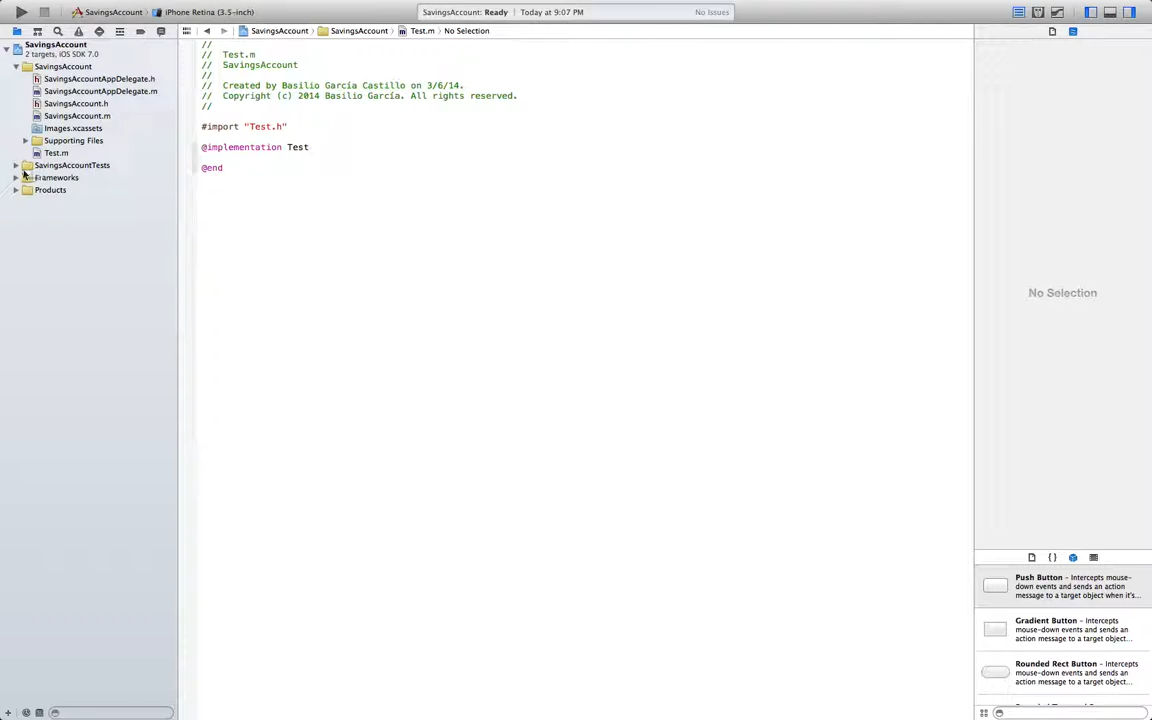 SavingsAccount
iPhone Retina (3.5-inch)
SavingsAccount: Ready
Today at 9:07 PM
No Issues
SavingsAccount
SavingsAccount
Test.m
No Selection
SavingsAccount
2 targets, iOS SDK 7.0
SavingsAccount
SavingsAccountAppDelegate.h
SavingsAccountAppDelegate.m
SavingsAccount.h
SavingsAccount.m
Images.xcassets
Supporting Files
Test.m
SavingsAccountTests
Frameworks
Products
//
// Test.m
// SavingsAccount
//
// Created by Basilio García Castillo on 3/6/14.
// Copyright (c) 2014 Basilio García. All rights reserved.
//
#import "Test.h"
@implementation Test
@end
No Selection
Push Button – Intercepts mouse-
down events and sends an action
message to a target object when it's...
Gradient Button – Intercepts
mouse-down events and sends an
action message to a target object...
Rounded Rect Button – Intercepts
mouse-down events and sends an
action message to a target object...